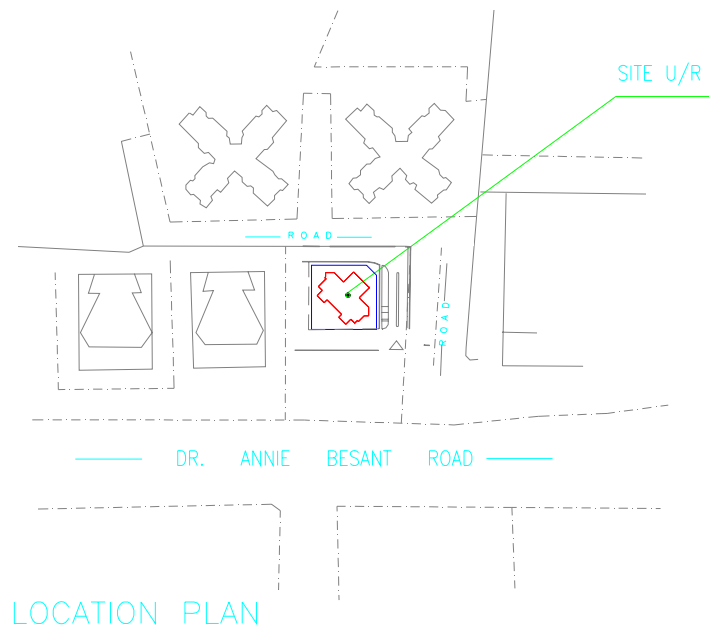 SITE U/R
ROAD
ROAD
DR. ANNIE BESANT ROAD
LOCATION PLAN